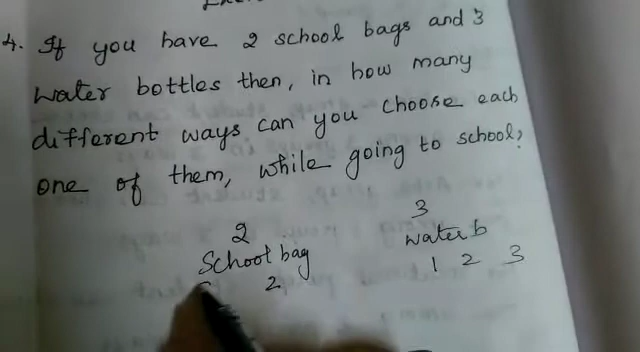 4. If you have 2 school bags and 3
water bottles then, in how many
different ways can you choose each
one of them, while going to school?
2 3
School bag water b
2 1 2 3